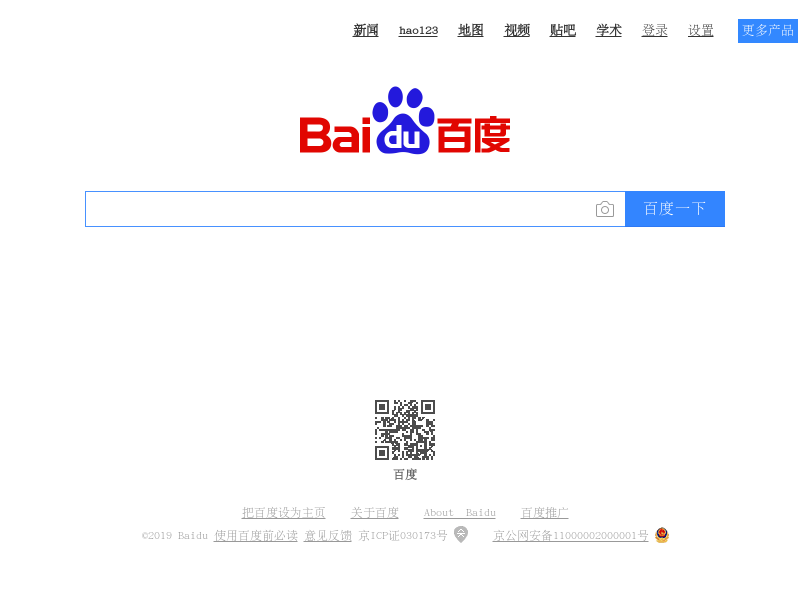 新闻 hao123 地图 视频 贴吧 学术 登录 设置 更多产品
Bai du 百度
百度一下
百度
把百度设为主页 关于百度 About Baidu 百度推广
©2019 Baidu 使用百度前必读 意见反馈 京ICP证030173号 京公网安备11000002000001号